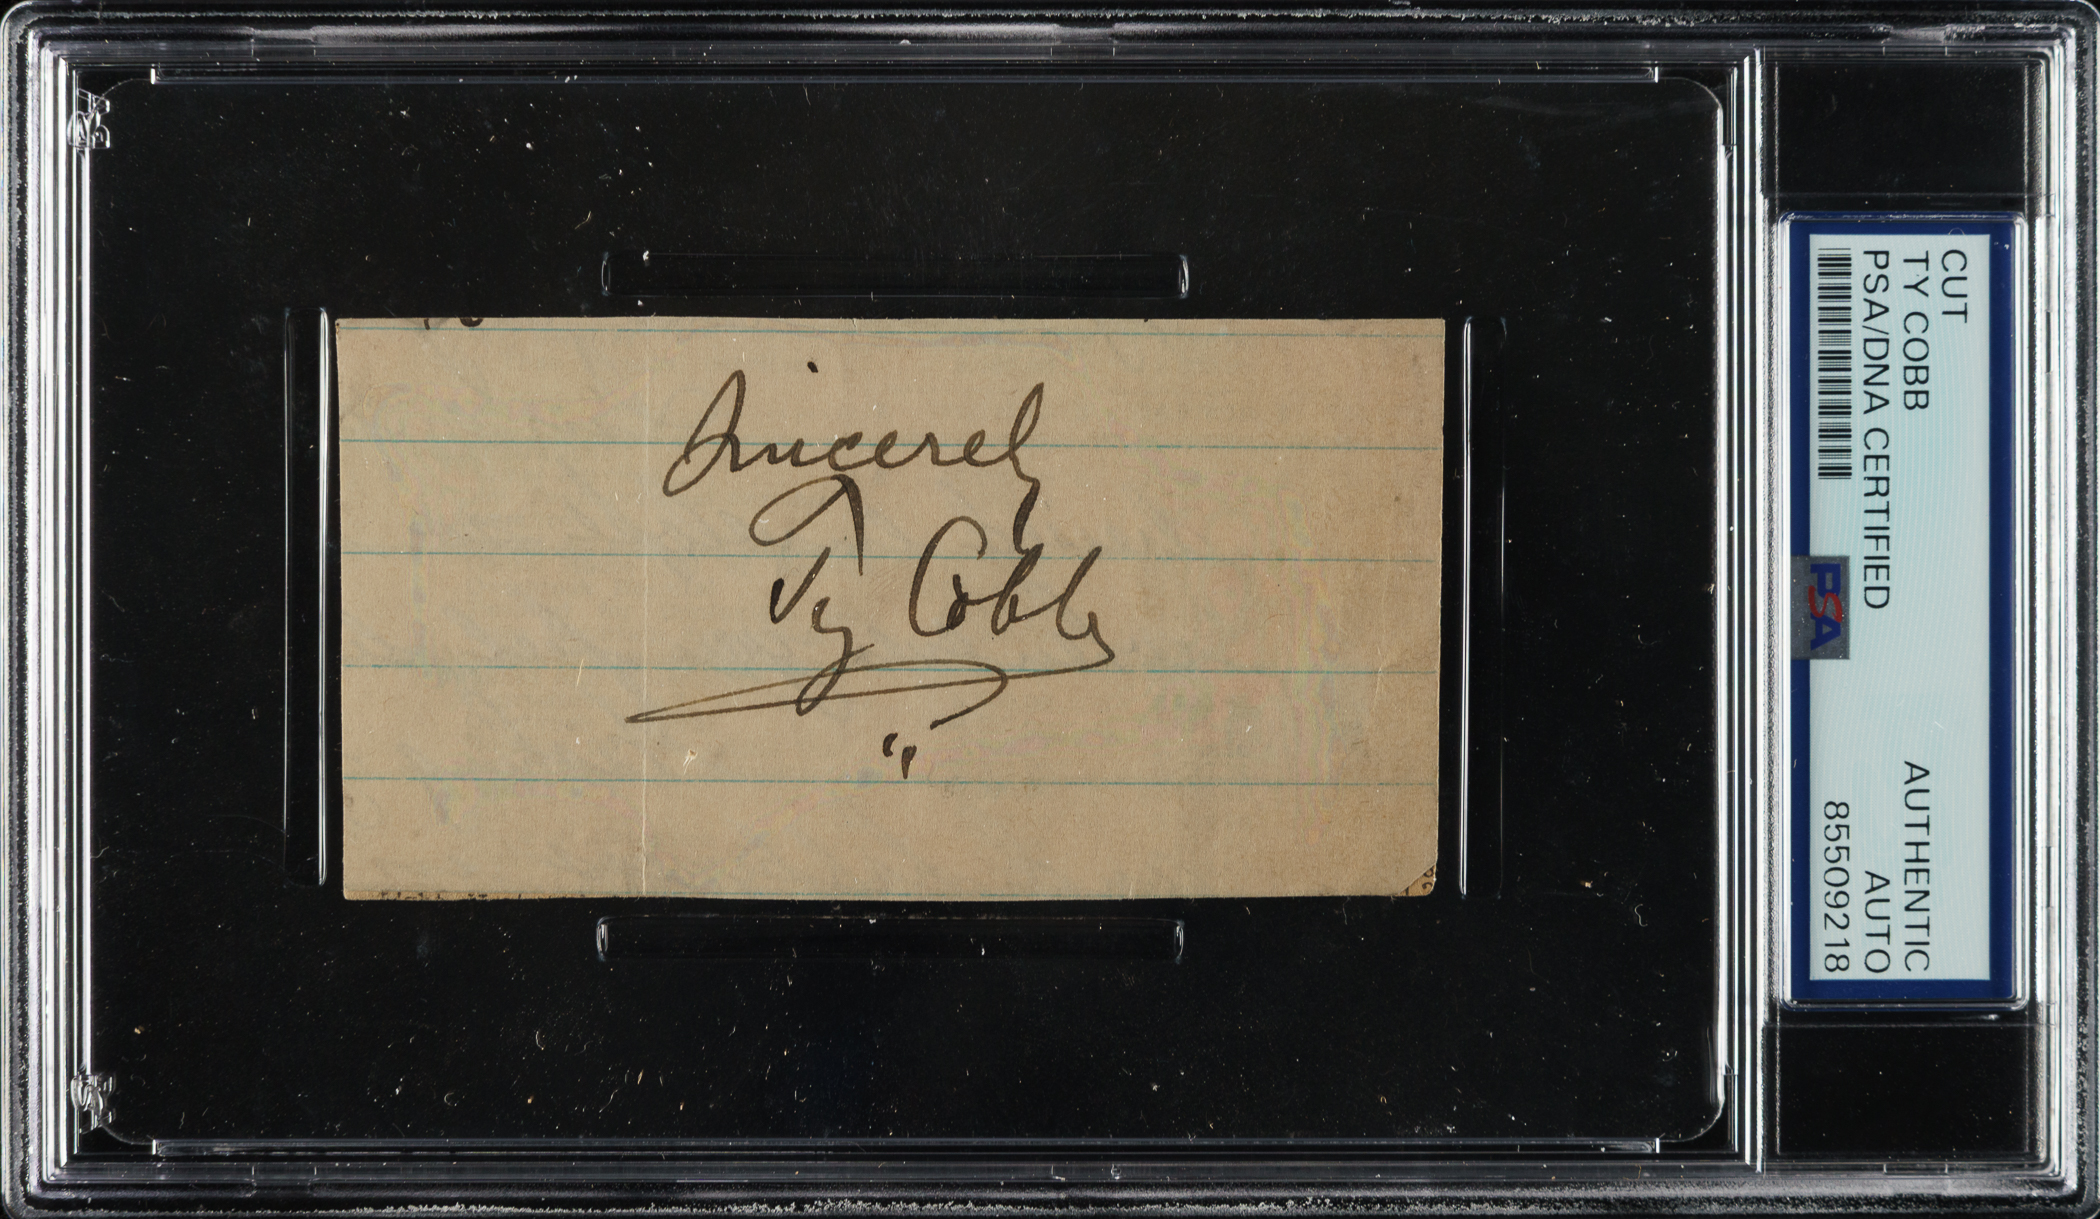 Sincerely
Ty Cobb
CUT
TY COBB
PSA/DNA CERTIFIED
AUTHENTIC
AUTO
85509218
PSA